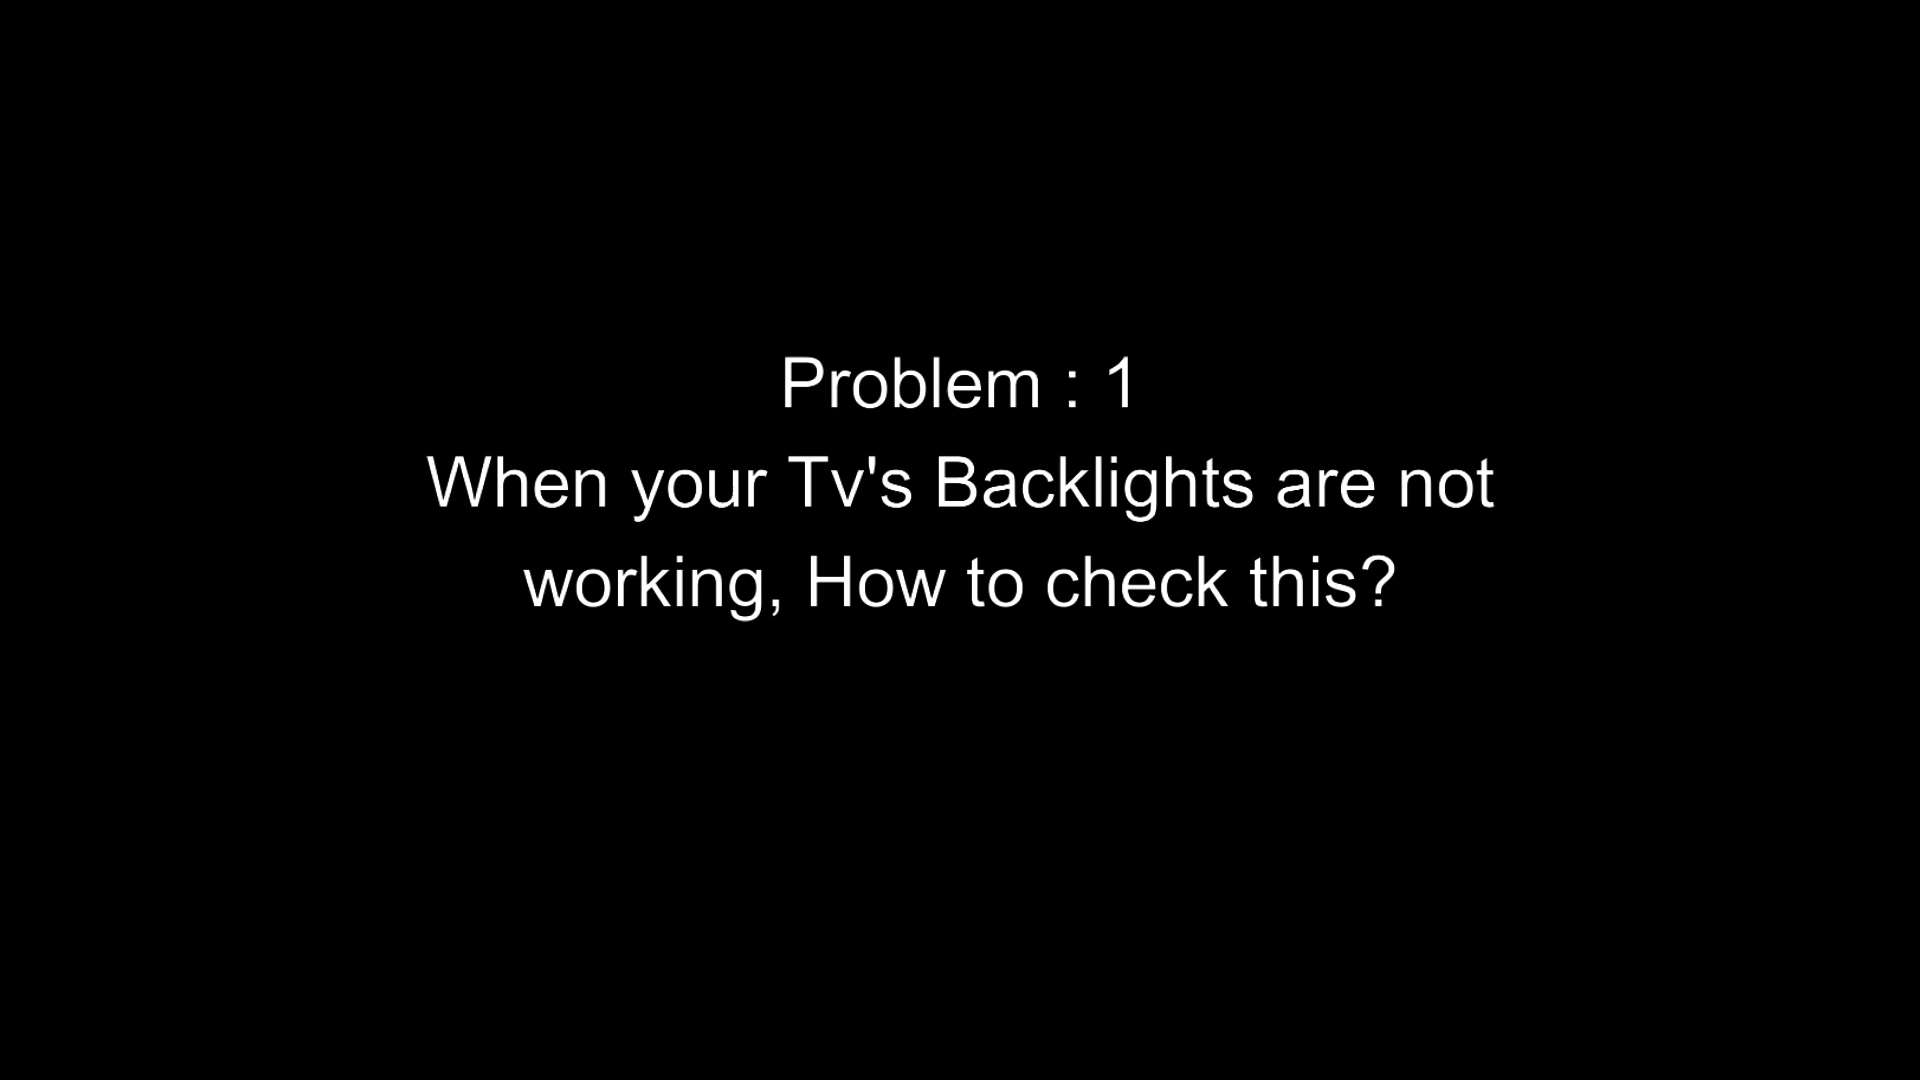 Problem : 1
When your Tv's Backlights are not
working, How to check this?